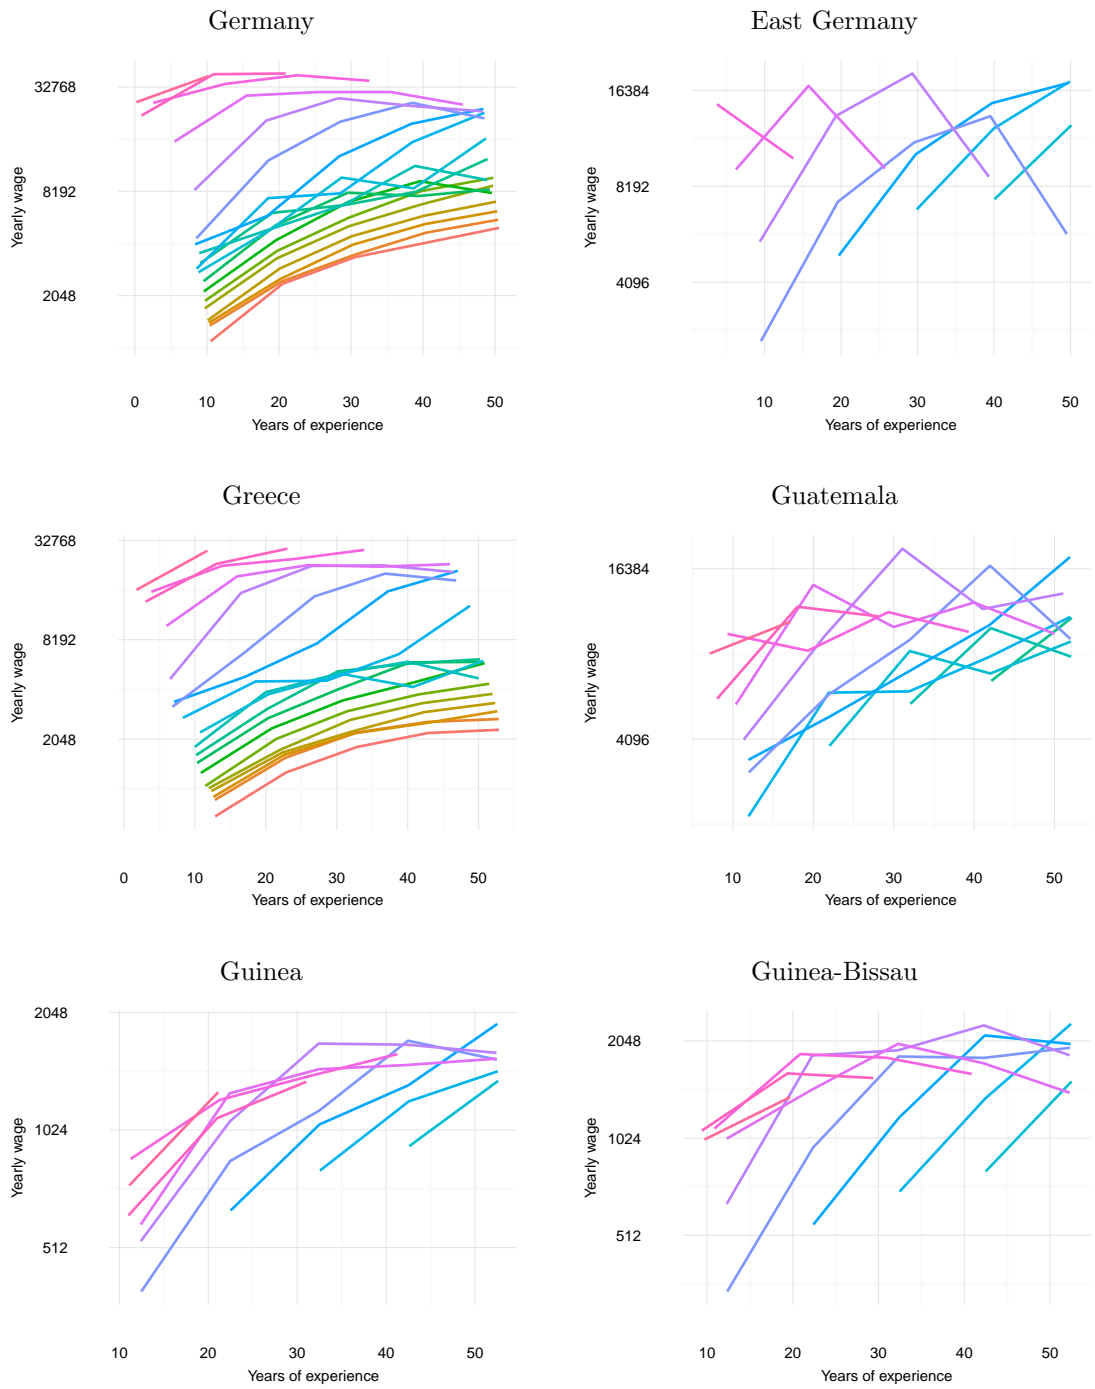 Germany
32768
8192
2048
Yearly wage
0 10 20 30 40 50
Years of experience
East Germany
16384
8192
4096
Yearly wage
10 20 30 40 50
Years of experience
Greece
32768
8192
2048
Yearly wage
0 10 20 30 40 50
Years of experience
Guatemala
16384
4096
Yearly wage
10 20 30 40 50
Years of experience
Guinea
2048
1024
512
Yearly wage
10 20 30 40 50
Years of experience
Guinea-Bissau
2048
1024
512
Yearly wage
10 20 30 40 50
Years of experience